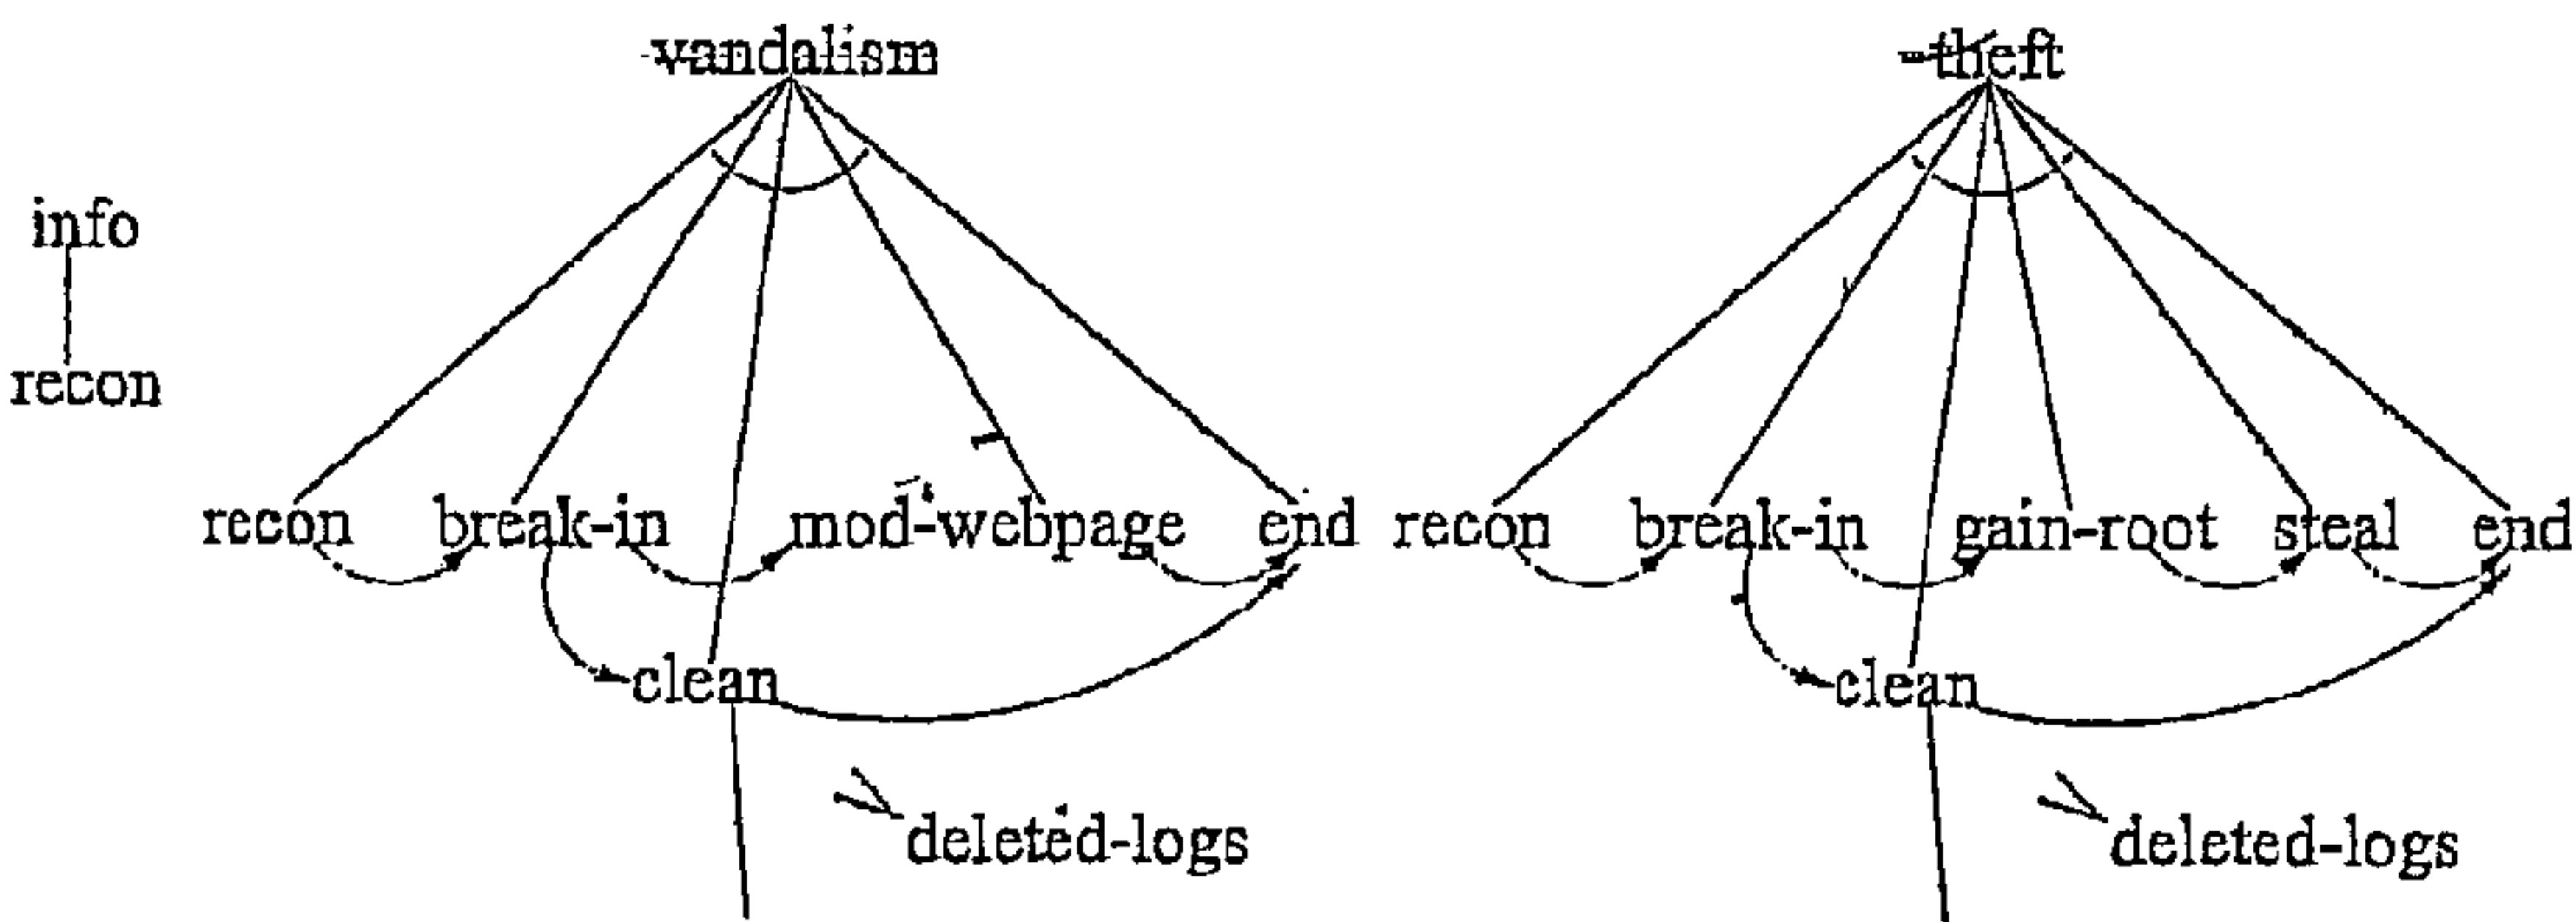 vandalism
theft
info
recon
recon break-in mod-webpage end recon break-in gain-root steal end
clean clean
deleted-logs deleted-logs